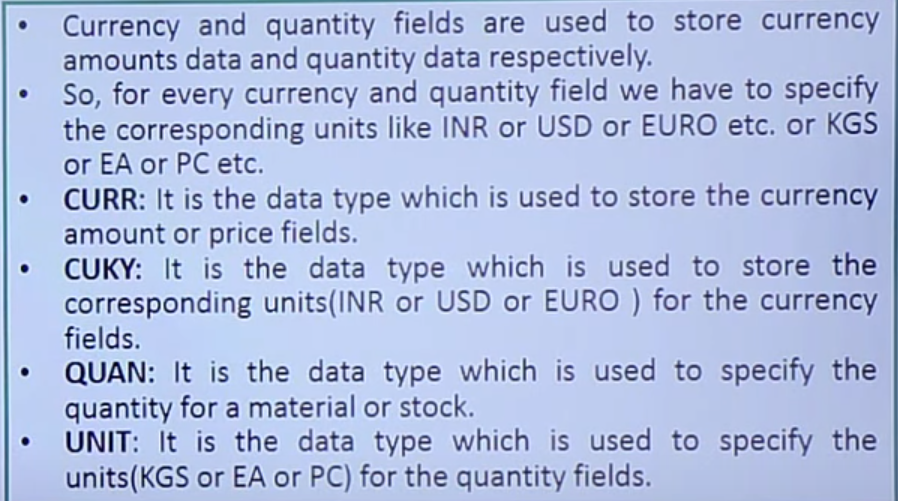 • Currency and quantity fields are used to store currency
amounts data and quantity data respectively.
• So, for every currency and quantity field we have to specify
the corresponding units like INR or USD or EURO etc. or KGS
or EA or PC etc.
• CURR: It is the data type which is used to store the currency
amount or price fields.
• CUKY: It is the data type which is used to store the
corresponding units(INR or USD or EURO ) for the currency
fields.
• QUAN: It is the data type which is used to specify the
quantity for a material or stock.
• UNIT: It is the data type which is used to specify the
units(KGS or EA or PC) for the quantity fields.